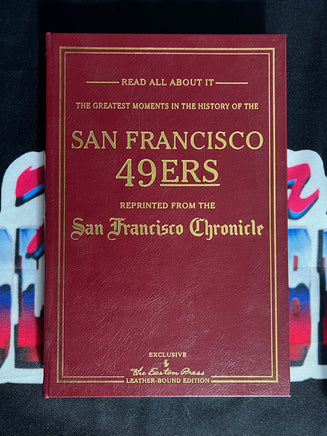 READ ALL ABOUT IT
THE GREATEST MOMENTS IN THE HISTORY OF THE
SAN FRANCISCO
49ERS
REPRINTED FROM THE
San Francisco Chronicle
EXCLUSIVE
The Easton Press
LEATHER-BOUND EDITION